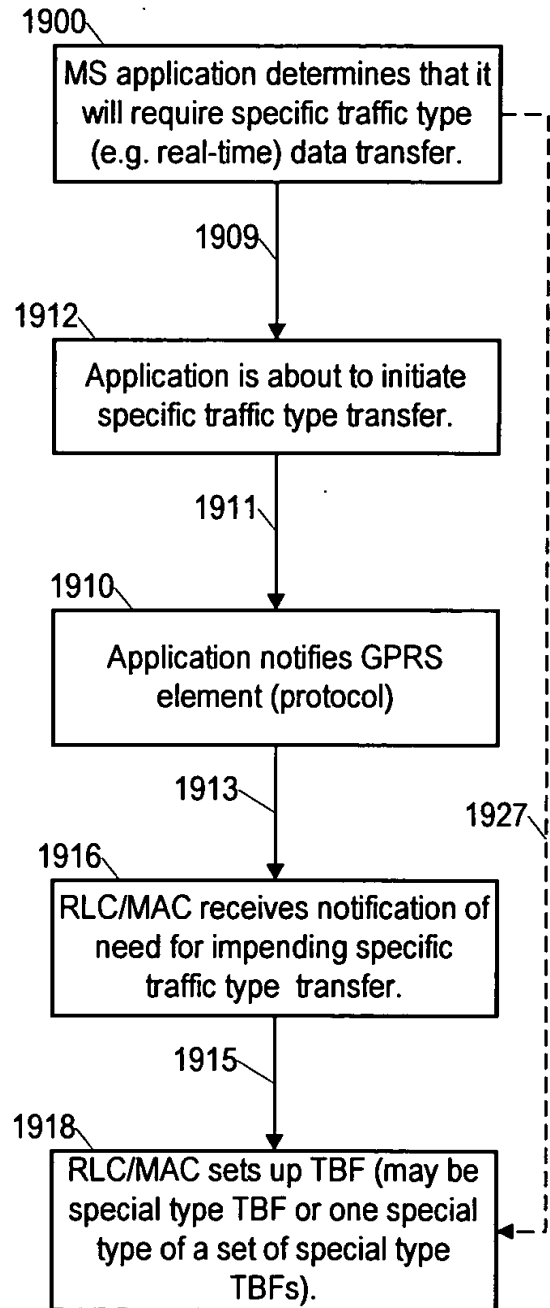 1900
MS application determines that it
will require specific traffic type
(e.g. real-time) data transfer.
1909
1912
Application is about to initiate
specific traffic type transfer.
1911
1910
Application notifies GPRS
element (protocol)
1913
1927
1916
RLC/MAC receives notification of
need for impending specific
traffic type transfer.
1915
1918
RLC/MAC sets up TBF (may be
special type TBF or one special
type of a set of special type
TBFs).